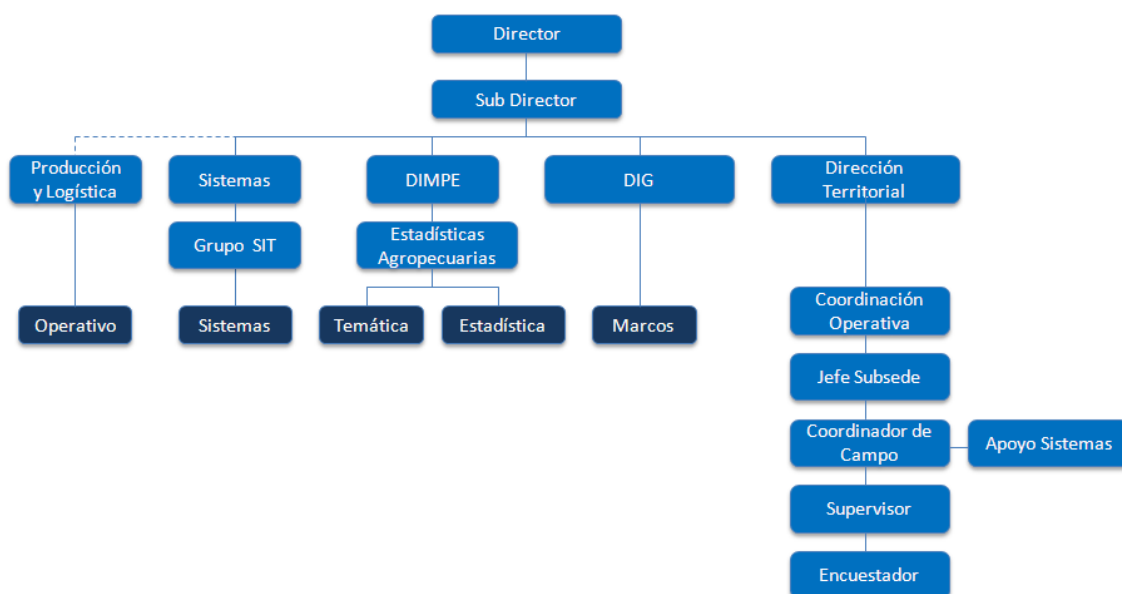 Director
Sub Director
Producción
y Logística
Sistemas
DIMPE
DIG
Dirección
Territorial
Grupo SIT
Estadísticas
Agropecuarias
Operativo
Sistemas
Temática
Estadística
Marcos
Coordinación
Operativa
Jefe Subsede
Coordinador de
Campo
Apoyo Sistemas
Supervisor
Encuestador